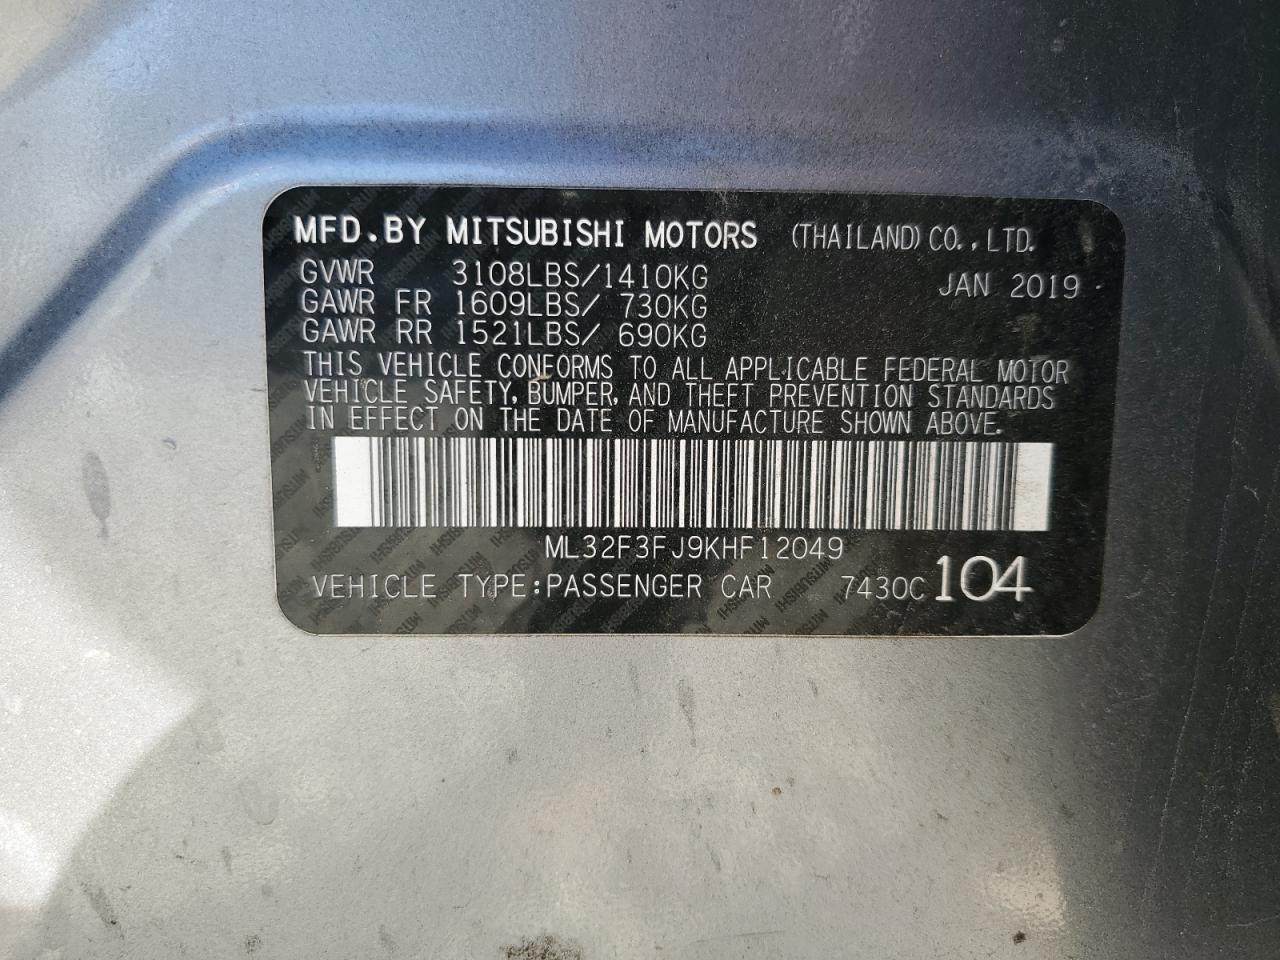 MFD.BY MITSUBISHI MOTORS (THAILAND) CO.,LTD.
GVWR 3108LBS/1410KG JAN 2019
GAWR FR 1609LBS/ 730KG
GAWR RR 1521LBS/ 690KG
THIS VEHICLE CONFORMS TO ALL APPLICABLE FEDERAL MOTOR
VEHICLE SAFETY, BUMPER, AND THEFT PREVENTION STANDARDS
IN EFFECT ON THE DATE OF MANUFACTURE SHOWN ABOVE.
ML32F3FJ9KHF12049
VEHICLE TYPE:PASSENGER CAR 7430C 104